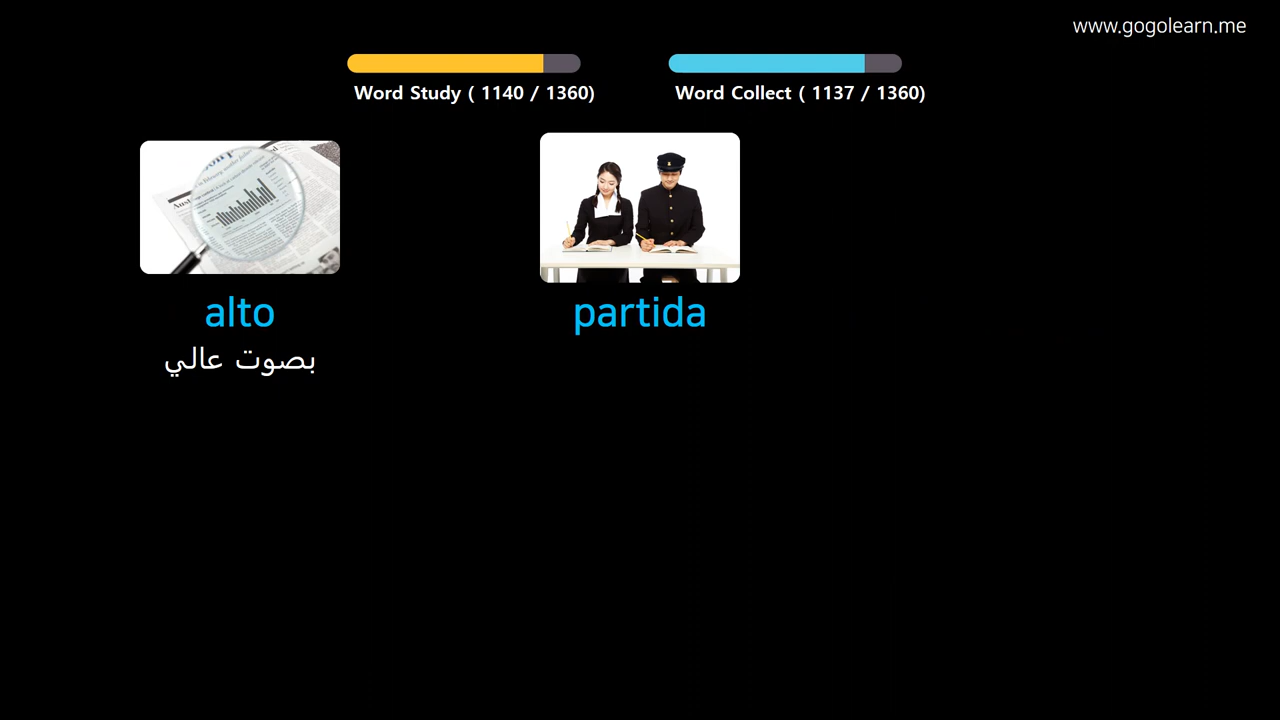 www.gogolearn.me
Word Study ( 1140 / 1360)
Word Collect ( 1137 / 1360)
alto
partida
بصوت عالي